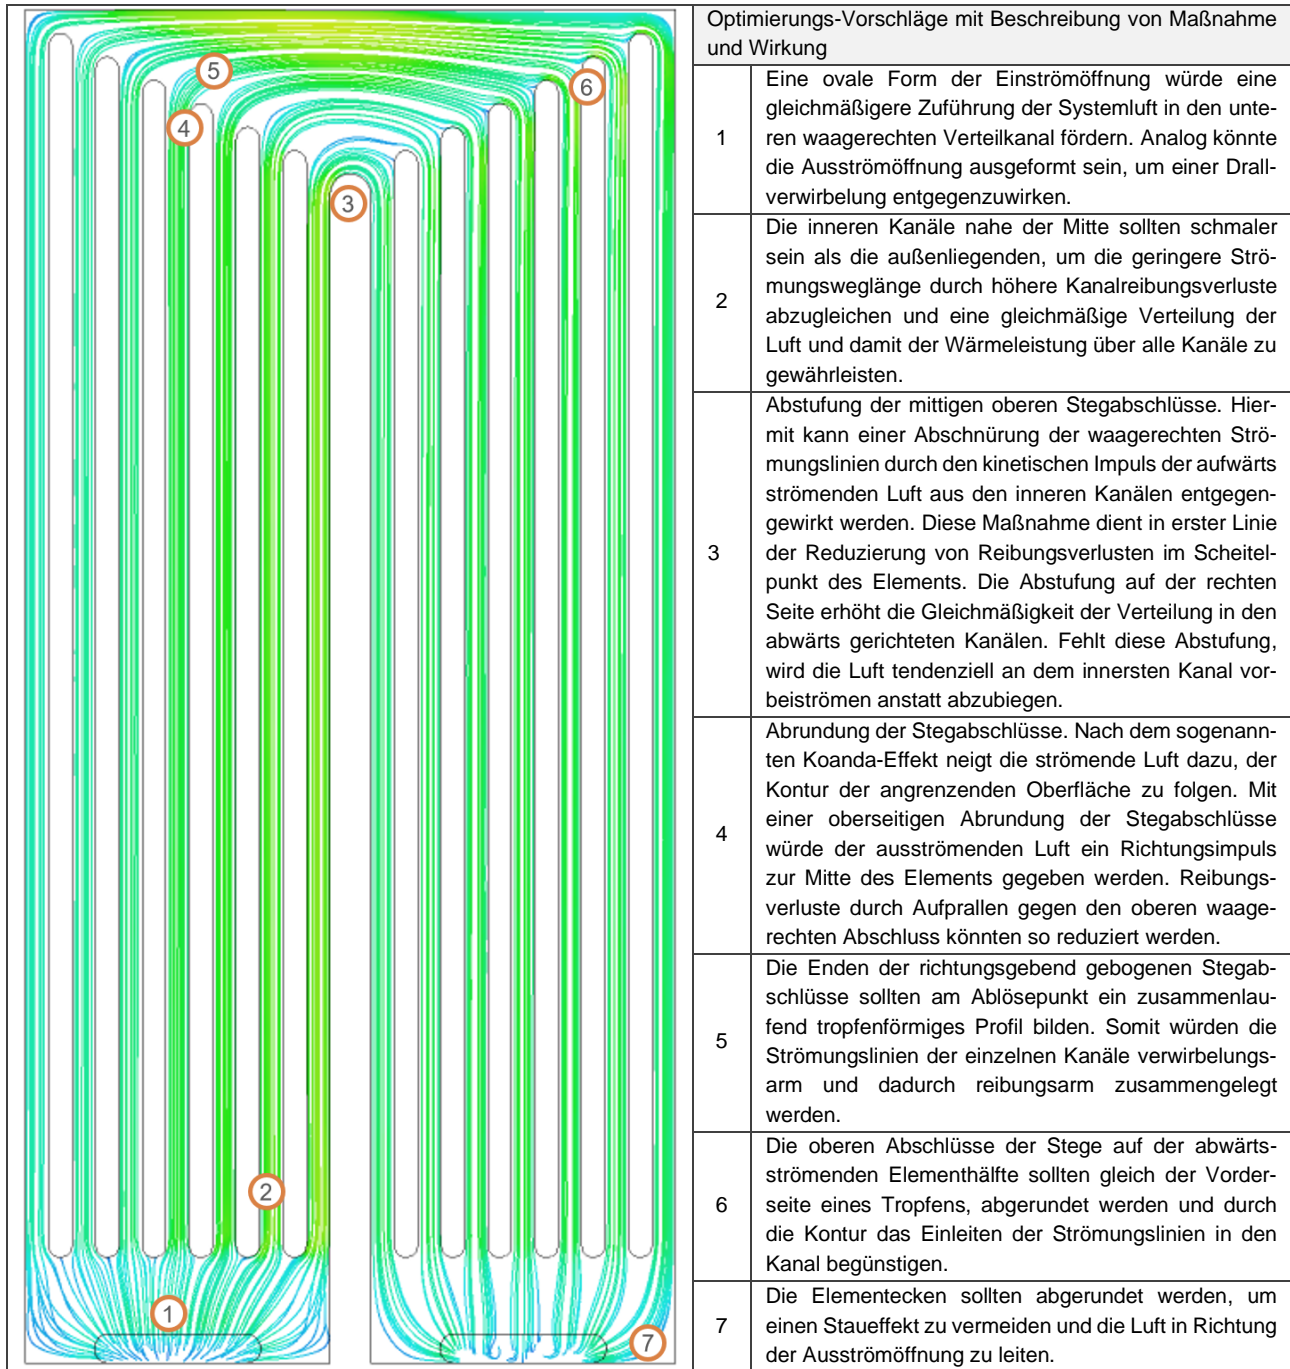 5
6
4
3
2
1
7
Optimierungs-Vorschläge mit Beschreibung von Maßnahme
und Wirkung
1
Eine ovale Form der Einströmöffnung würde eine
gleichmäßigere Zuführung der Systemluft in den unte-
ren waagerechten Verteilkanal fördern. Analog könnte
die Ausströmöffnung ausgeformt sein, um einer Drall-
verwirbelung entgegenzuwirken.
2
Die inneren Kanäle nahe der Mitte sollten schmaler
sein als die außenliegenden, um die geringere Strö-
mungsweglänge durch höhere Kanalreibungsverluste
abzugleichen und eine gleichmäßige Verteilung der
Luft und damit der Wärmeleistung über alle Kanäle zu
gewährleisten.
3
Abstufung der mittigen oberen Stegabschlüsse. Hier-
mit kann einer Abschnürung der waagerechten Strö-
mungslinien durch den kinetischen Impuls der aufwärts
strömenden Luft aus den inneren Kanälen entgegen-
gewirkt werden. Diese Maßnahme dient in erster Linie
der Reduzierung von Reibungsverlusten im Scheitel-
punkt des Elements. Die Abstufung auf der rechten
Seite erhöht die Gleichmäßigkeit der Verteilung in den
abwärts gerichteten Kanälen. Fehlt diese Abstufung,
wird die Luft tendenziell an dem innersten Kanal vor-
beiströmen anstatt abzubiegen.
4
Abrundung der Stegabschlüsse. Nach dem sogenann-
ten Koanda-Effekt neigt die strömende Luft dazu, der
Kontur der angrenzenden Oberfläche zu folgen. Mit
einer oberseitigen Abrundung der Stegabschlüsse
würde der ausströmenden Luft ein Richtungsimpuls
zur Mitte des Elements gegeben werden. Reibungs-
verluste durch Aufprallen gegen den oberen waage-
rechten Abschluss könnten so reduziert werden.
5
Die Enden der richtungsgebend gebogenen Stegab-
schlüsse sollten am Ablösepunkt ein zusammenlau-
fend tropfenförmiges Profil bilden. Somit würden die
Strömungslinien der einzelnen Kanäle verwirbelungs-
arm und dadurch reibungsarm zusammengelegt
werden.
6
Die oberen Abschlüsse der Stege auf der abwärts-
strömenden Elementhälfte sollten gleich der Vorder-
seite eines Tropfens, abgerundet werden und durch
die Kontur das Einleiten der Strömungslinien in den
Kanal begünstigen.
7
Die Elementecken sollten abgerundet werden, um
einen Staueffekt zu vermeiden und die Luft in Richtung
der Ausströmöffnung zu leiten.